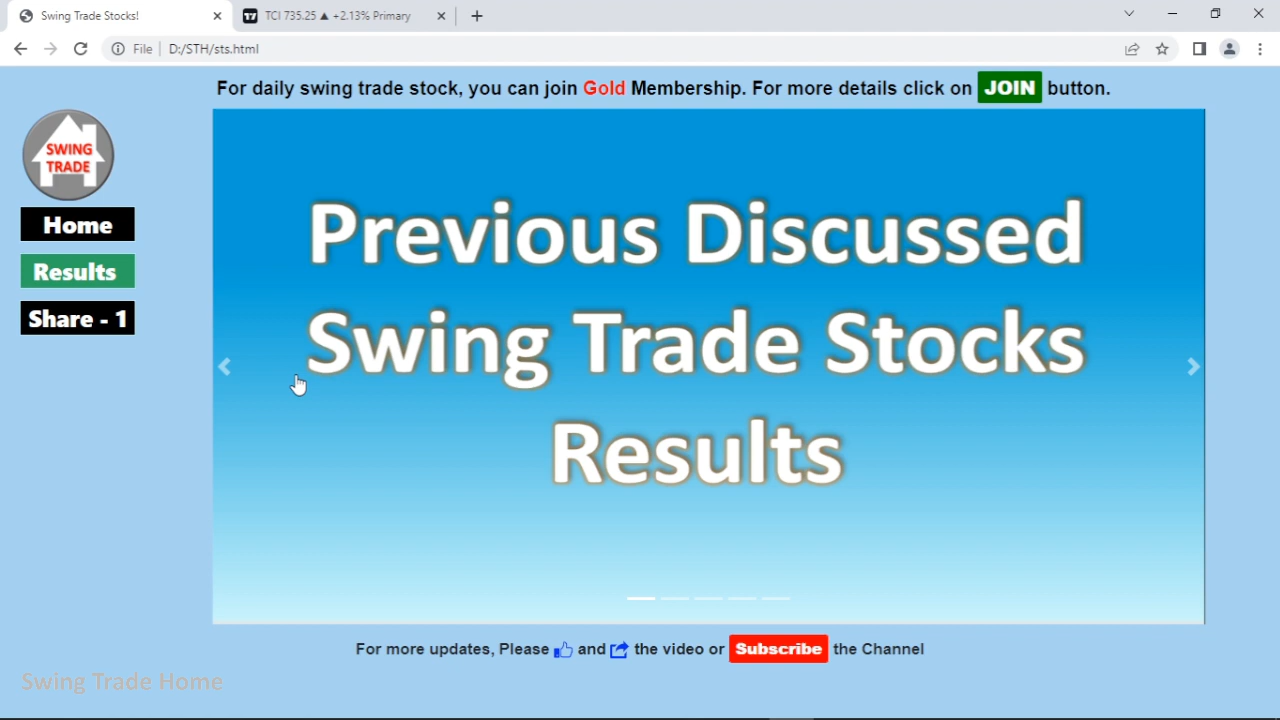 Swing Trade Stocks!
TCI 735.25 ▲ +2.13% Primary
File
D:/STH/sts.html
For daily swing trade stock, you can join Gold Membership. For more details click on JOIN button.
SWING
TRADE
Home
Results
Share - 1
Previous Discussed
Swing Trade Stocks
Results
For more updates, Please and the video or Subscribe the Channel
Swing Trade Home